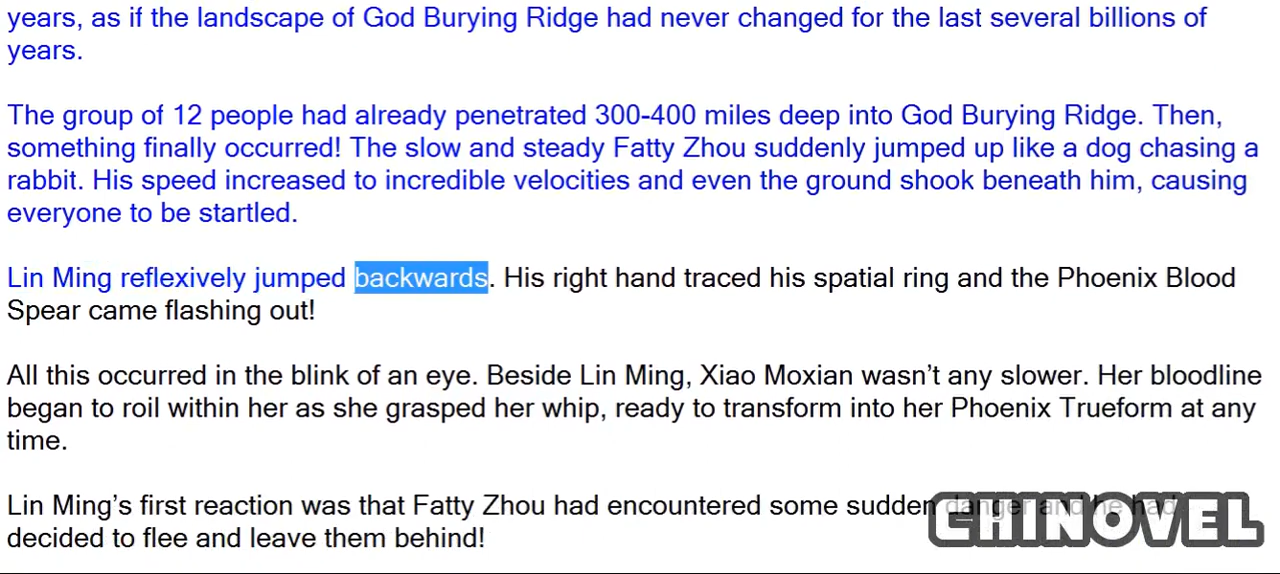 years, as if the landscape of God Burying Ridge had never changed for the last several billions of
years.
The group of 12 people had already penetrated 300-400 miles deep into God Burying Ridge. Then,
something finally occurred! The slow and steady Fatty Zhou suddenly jumped up like a dog chasing a
rabbit. His speed increased to incredible velocities and even the ground shook beneath him, causing
everyone to be startled.
Lin Ming reflexively jumped backwards. His right hand traced his spatial ring and the Phoenix Blood
Spear came flashing out!
All this occurred in the blink of an eye. Beside Lin Ming, Xiao Moxian wasn’t any slower. Her bloodline
began to roil within her as she grasped her whip, ready to transform into her Phoenix Trueform at any
time.
Lin Ming’s first reaction was that Fatty Zhou had encountered some sudden danger and he had
decided to flee and leave them behind!
CHINOVEL